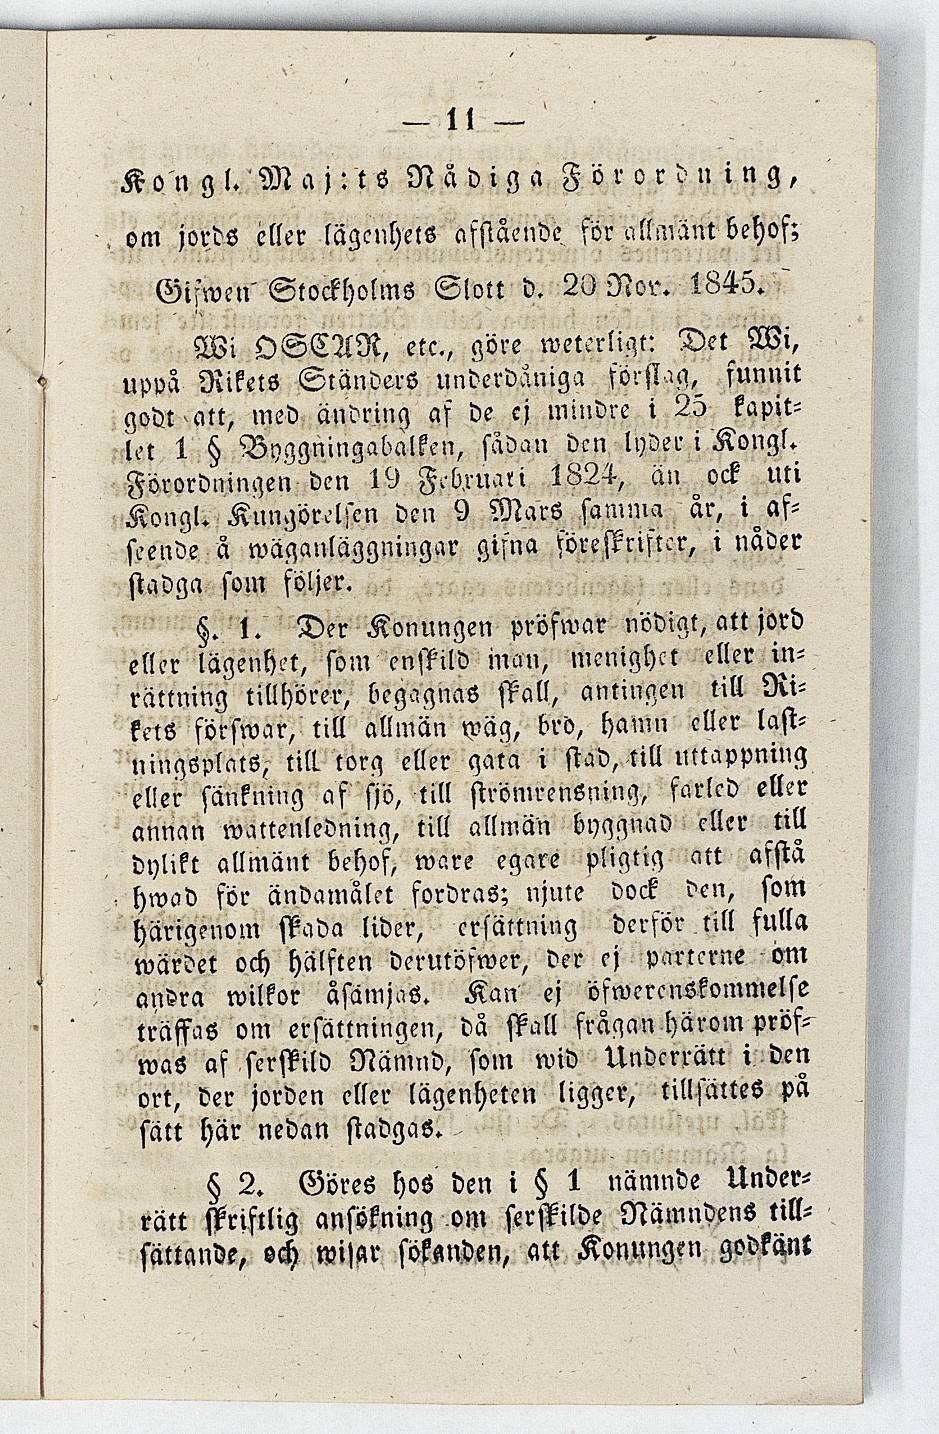 — 11 —
Kongl. Maj:ts Nådiga Förordning,
om jords eller lägenhets afstående för allmänt behof;
Gifwen Stockholms Slott d. 20 Nov. 1845.
Wi OSCAR, etc., göre weterligt: Det Wi,
uppå Rikets Ständers underdåniga förslag, funnit
godt att, med ändring af de ej mindre i 25 kapit=
let 1 § Byggningabalken, sådan den lyder i Kongl.
Förordningen den 19 Februari 1824, än ock uti
Kongl. Kungörelsen den 9 Mars samma år, i af=
seende å wäganläggningar gifna föreskrifter, i nåder
stadga som följer.
§. 1. Der Konungen pröfwar nödigt, att jord
eller lägenhet, som enskild man, menighet eller in=
rättning tillhörer, begagnas skall, antingen till Ri=
kets förswar, till allmän wäg, bro, hamn eller last=
ningsplats, till torg eller gata i stad, till uttappning
eller sänkning af sjö, till strömrensning, farled eller
annan wattenledning, till allmän byggnad eller till
dylikt allmänt behof, ware egare pligtig att afstå
hwad för ändamålet fordras; njute dock den, som
härigenom skada lider, ersättning derför till fulla
wärdet och hälften derutöfwer, der ej parterne om
andra wilkor åsämjas. Kan ej öfwerenskommelse
träffas om ersättningen, då skall frågan härom pröf=
was af serskild Nämnd, som wid Underrätt i den
ort, der jorden eller lägenheten ligger, tillsättes på
sätt här nedan stadgas.
§ 2. Göres hos den i § 1 nämnde Under=
rätt skriftlig ansökning om serskilde Nämndens till=
sättande, och wisar sökanden, att Konungen godkänt